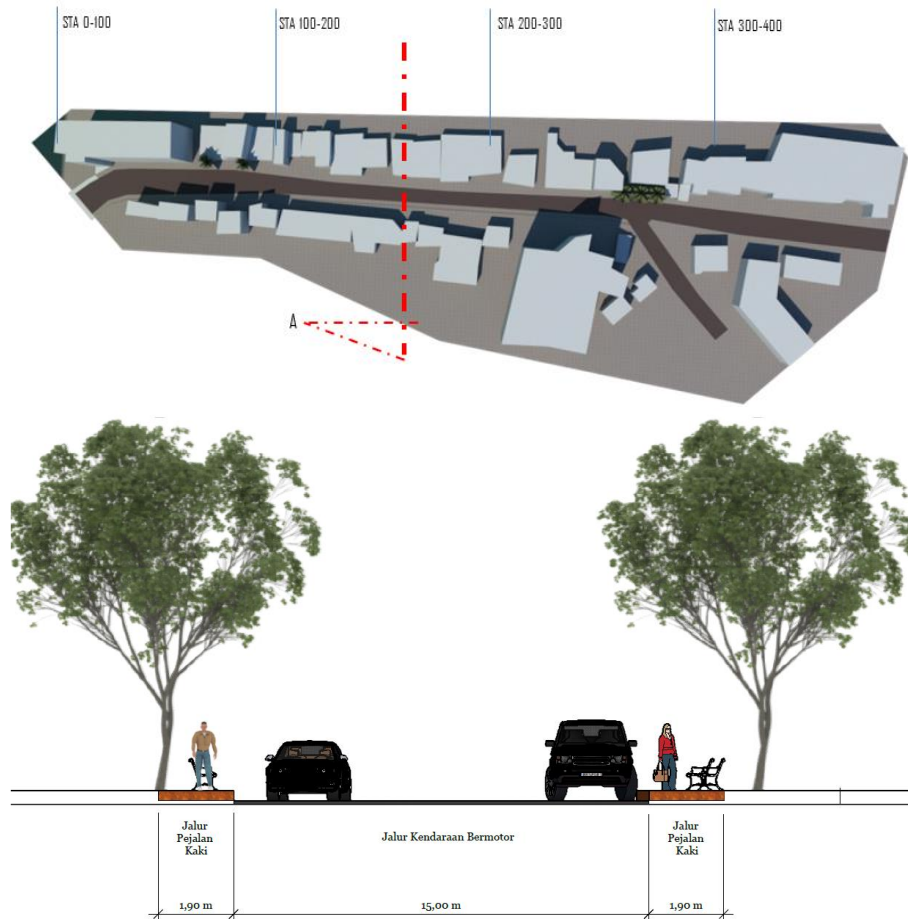 STA 0-100
STA 100-200
STA 200-300
STA 300-400
A
Jalur
Pejalan
Kaki
Jalur Kendaraan Bermotor
Jalur
Pejalan
Kaki
1,90 m
15,00 m
1,90 m